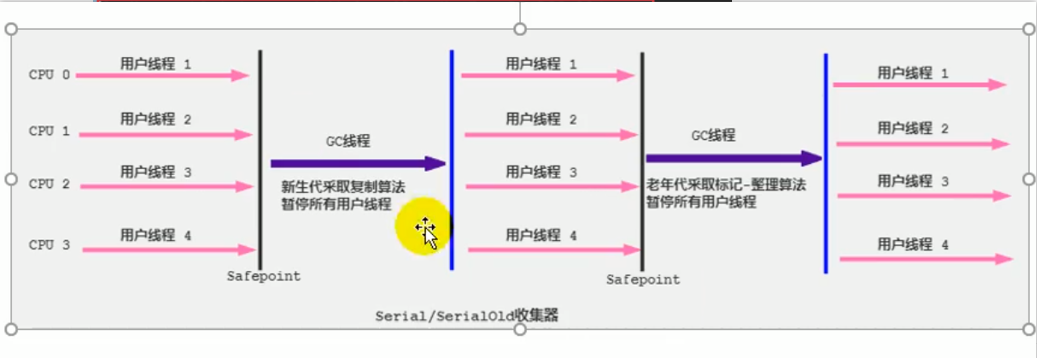 CPU 0
用户线程 1
用户线程 1
用户线程 1
CPU 1
用户线程 2
用户线程 2
用户线程 2
GC线程
GC线程
CPU 2
用户线程 3
用户线程 3
用户线程 3
新生代采取复制算法
暂停所有用户线程
老年代采取标记-整理算法
暂停所有用户线程
CPU 3
用户线程 4
用户线程 4
用户线程 4
Safepoint
Safepoint
Serial/SerialOld收集器